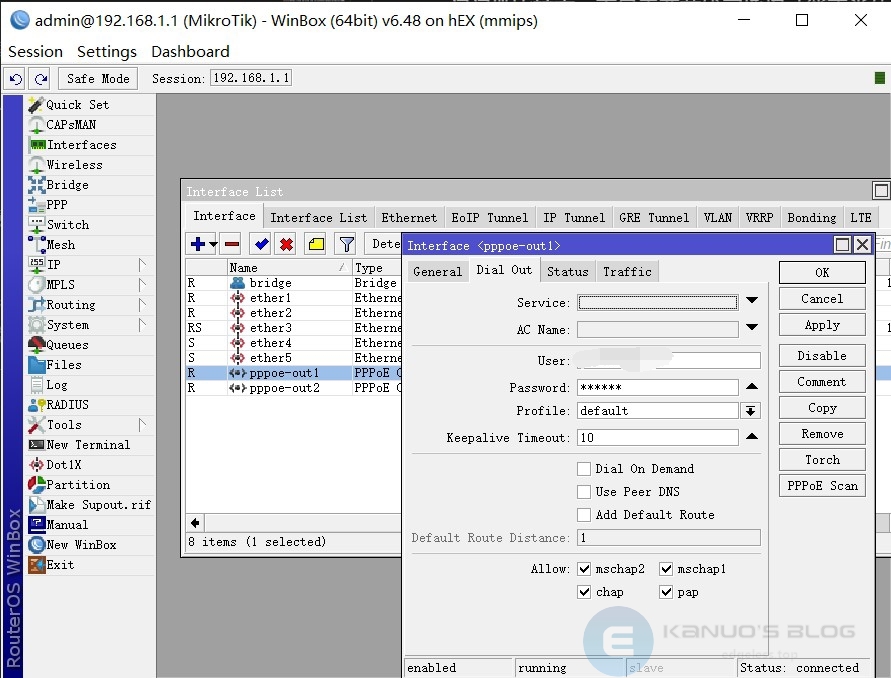 admin@192.168.1.1 (MikroTik) - WinBox (64bit) v6.48 on hEX (mmips)
Session Settings Dashboard
Safe Mode Session: 192.168.1.1
Quick Set
CAPsMAN
Interfaces
Wireless
Bridge
PPP
Switch
Mesh
IP
MPLS
Routing
System
Queues
Files
Log
RADIUS
Tools
New Terminal
Dot1X
Partition
Make Supout.rif
Manual
New WinBox
Exit
RouterOS WinBox
Interface List
Interface Interface List Ethernet EoIP Tunnel IP Tunnel GRE Tunnel VLAN VRRP Bonding LTE
Dete Fin
Name Type
R bridge Bridge
R ether1 Etherne
R ether2 Etherne
RS ether3 Etherne
S ether4 Etherne
S ether5 Etherne
R pppoe-out1 PPPoE C
R pppoe-out2 PPPoE C
8 items (1 selected)
Interface <pppoe-out1>
General Dial Out Status Traffic
Service:
AC Name:
User:
Password: ******
Profile: default
Keepalive Timeout: 10
Dial On Demand
Use Peer DNS
Add Default Route
Default Route Distance: 1
Allow: mschap2 mschap1
chap pap
OK
Cancel
Apply
Disable
Comment
Copy
Remove
Torch
PPPoE Scan
enabled running slave Status: connected
E KANUO'S BLOG
edgeless.top